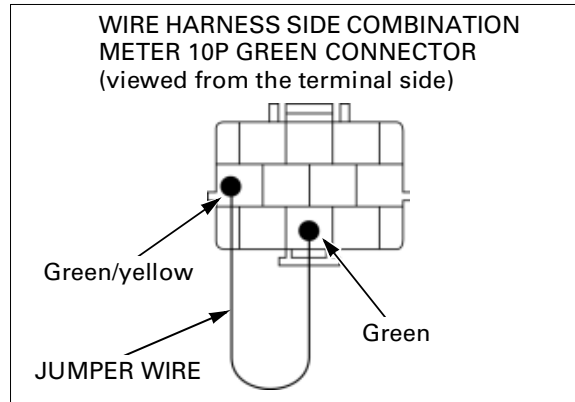 WIRE HARNESS SIDE COMBINATION
METER 10P GREEN CONNECTOR
(viewed from the terminal side)
Green/yellow
Green
JUMPER WIRE